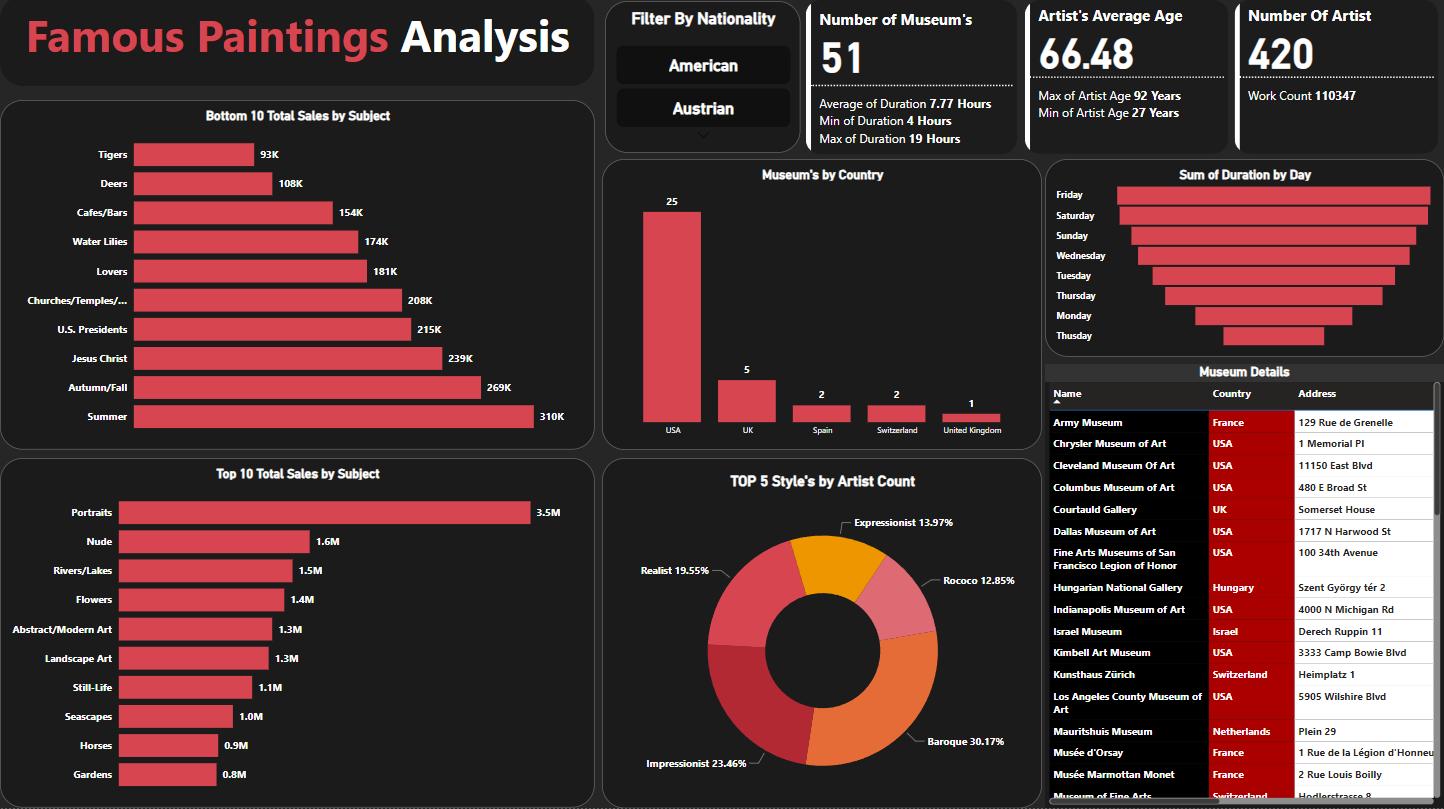 Famous Paintings Analysis
Filter By Nationality
American
Austrian
Number of Museum's
51
Average of Duration 7.77 Hours
Min of Duration 4 Hours
Max of Duration 19 Hours
Artist's Average Age
66.48
Max of Artist Age 92 Years
Min of Artist Age 27 Years
Number Of Artist
420
Work Count 110347
Bottom 10 Total Sales by Subject
Tigers 93K
Deers 108K
Cafes/Bars 154K
Water Lilies 174K
Lovers 181K
Churches/Temples/... 208K
U.S. Presidents 215K
Jesus Christ 239K
Autumn/Fall 269K
Summer 310K
Museum's by Country
25
5
2
2
1
USA UK Spain Switzerland United Kingdom
Sum of Duration by Day
Friday
Saturday
Sunday
Wednesday
Tuesday
Thursday
Monday
Thusday
Top 10 Total Sales by Subject
Portraits 3.5M
Nude 1.6M
Rivers/Lakes 1.5M
Flowers 1.4M
Abstract/Modern Art 1.3M
Landscape Art 1.3M
Still-Life 1.1M
Seascapes 1.0M
Horses 0.9M
Gardens 0.8M
TOP 5 Style's by Artist Count
Expressionist 13.97%
Realist 19.55%
Rococo 12.85%
Baroque 30.17%
Impressionist 23.46%
Museum Details
Name Country Address
Army Museum France 129 Rue de Grenelle
Chrysler Museum of Art USA 1 Memorial Pl
Cleveland Museum Of Art USA 11150 East Blvd
Columbus Museum of Art USA 480 E Broad St
Courtauld Gallery UK Somerset House
Dallas Museum of Art USA 1717 N Harwood St
Fine Arts Museums of San USA 100 34th Avenue
Francisco Legion of Honor
Hungarian National Gallery Hungary Szent György tér 2
Indianapolis Museum of Art USA 4000 N Michigan Rd
Israel Museum Israel Derech Ruppin 11
Kimbell Art Museum USA 3333 Camp Bowie Blvd
Kunsthaus Zürich Switzerland Heimplatz 1
Los Angeles County Museum of USA 5905 Wilshire Blvd
Art
Mauritshuis Museum Netherlands Plein 29
Musée d'Orsay France 1 Rue de la Légion d'Honneu
Musée Marmottan Monet France 2 Rue Louis Boilly
Museum of Fine Arts Switzerland Hodlerstrasse 8